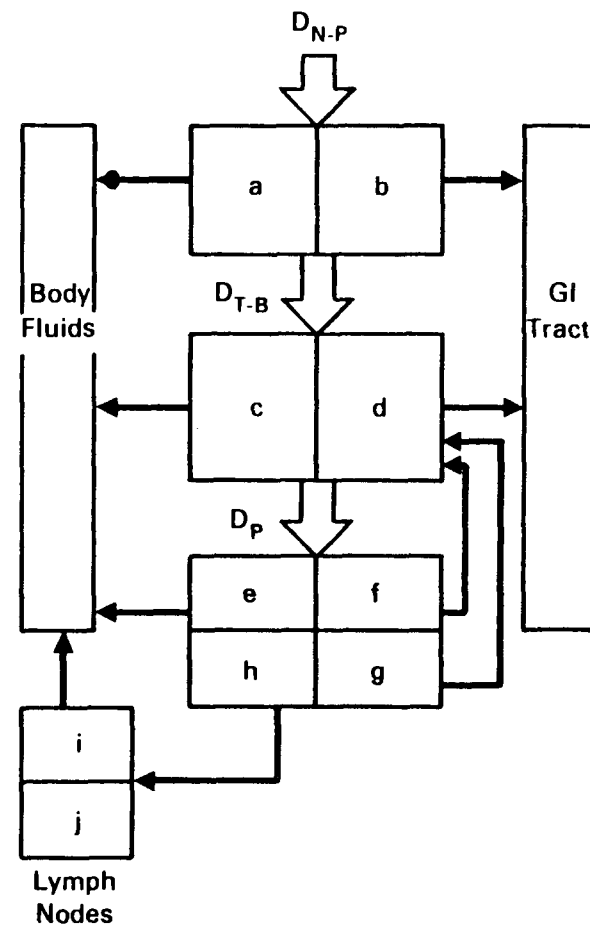 D_N-P
a
b
Body
Fluids
GI
Tract
D_T-B
c
d
D_P
e
f
h
g
i
j
Lymph
Nodes